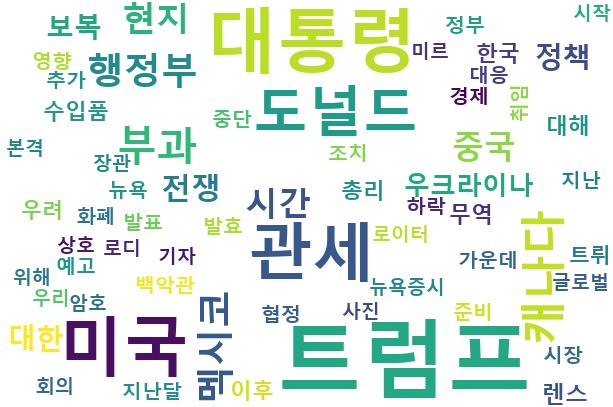 시작
현지
보복
대통령
정부
미르
한국
정책
영향
행정부
대응
추가
경제
취임
수입품
도널드
중단
대해
부과
본격
장관
조치
중국
뉴욕
전쟁
총리
우크라이나
지난
우려
화폐
발표
시간
하락
무역
발효
로이터
캐나다
상호
로디
기자
관세
가운데
트뤼
예고
위해
백악관
뉴욕증시
글로벌
우리
암호
멕시코
협정
사진
준비
대한
미국
트럼프
시장
회의
지난달
이후
렌스